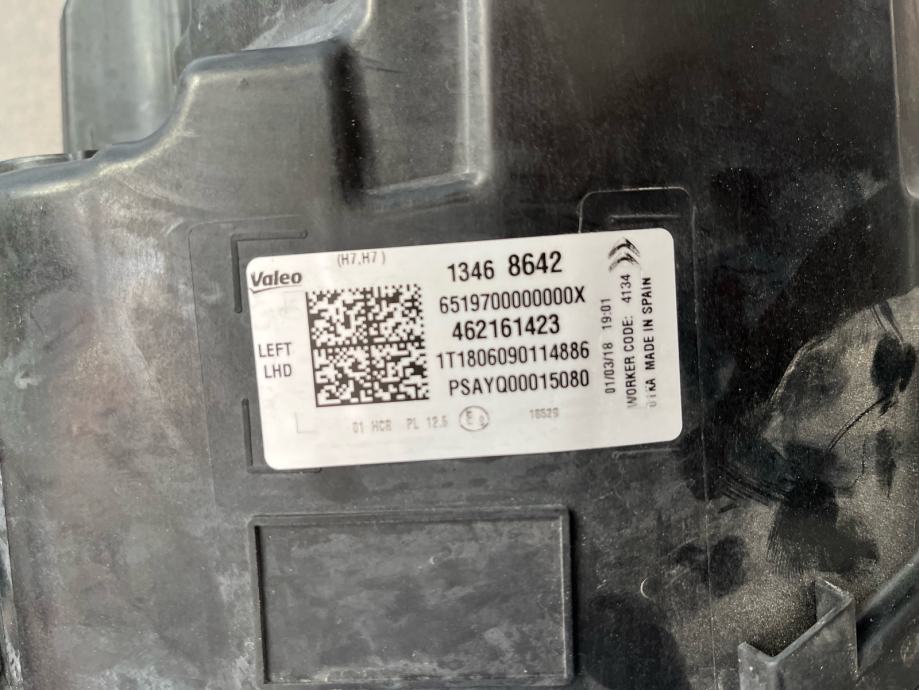 Valeo
(H7,H7)
LEFT
LHD
1346 8642
6519700000000X
462161423
1T1806090114886
PSAYQ00015080
01 HCR PL 12.5
18529
01/03/18 19:01
WORKER CODE: 4134
MADE IN SPAIN